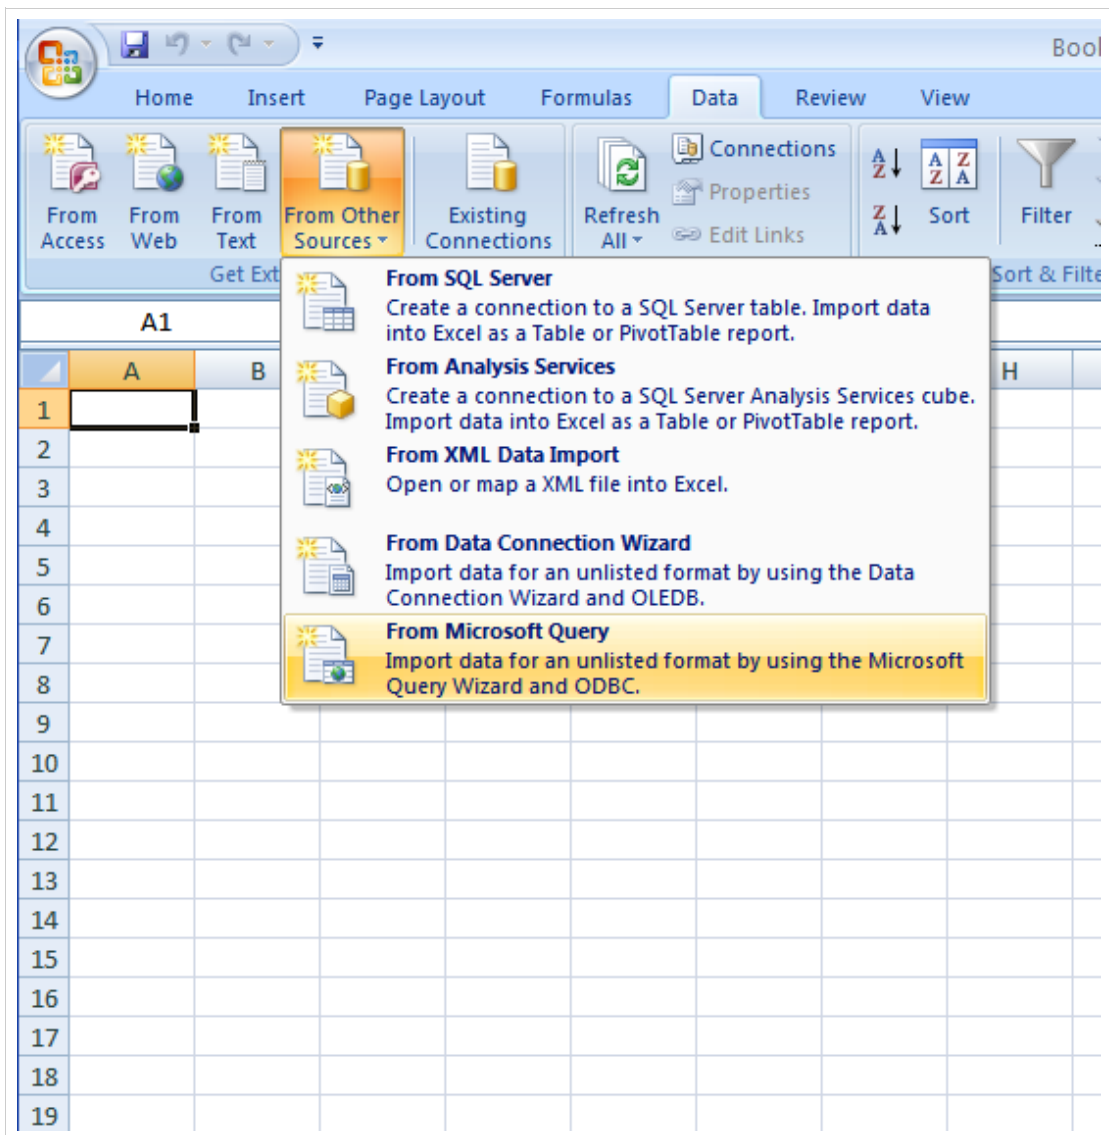 Book
Home Insert Page Layout Formulas Data Review View
From Access
From Web
From Text
From Other Sources
Existing Connections
Refresh All
Connections
Properties
Edit Links
A
Z
Z
A
A Z
Z A
Sort
Filter
Get Ext
Sort & Filte
A1
A B H
From SQL Server
Create a connection to a SQL Server table. Import data
into Excel as a Table or PivotTable report.
From Analysis Services
Create a connection to a SQL Server Analysis Services cube.
Import data into Excel as a Table or PivotTable report.
From XML Data Import
Open or map a XML file into Excel.
From Data Connection Wizard
Import data for an unlisted format by using the Data
Connection Wizard and OLEDB.
From Microsoft Query
Import data for an unlisted format by using the Microsoft
Query Wizard and ODBC.
1
2
3
4
5
6
7
8
9
10
11
12
13
14
15
16
17
18
19